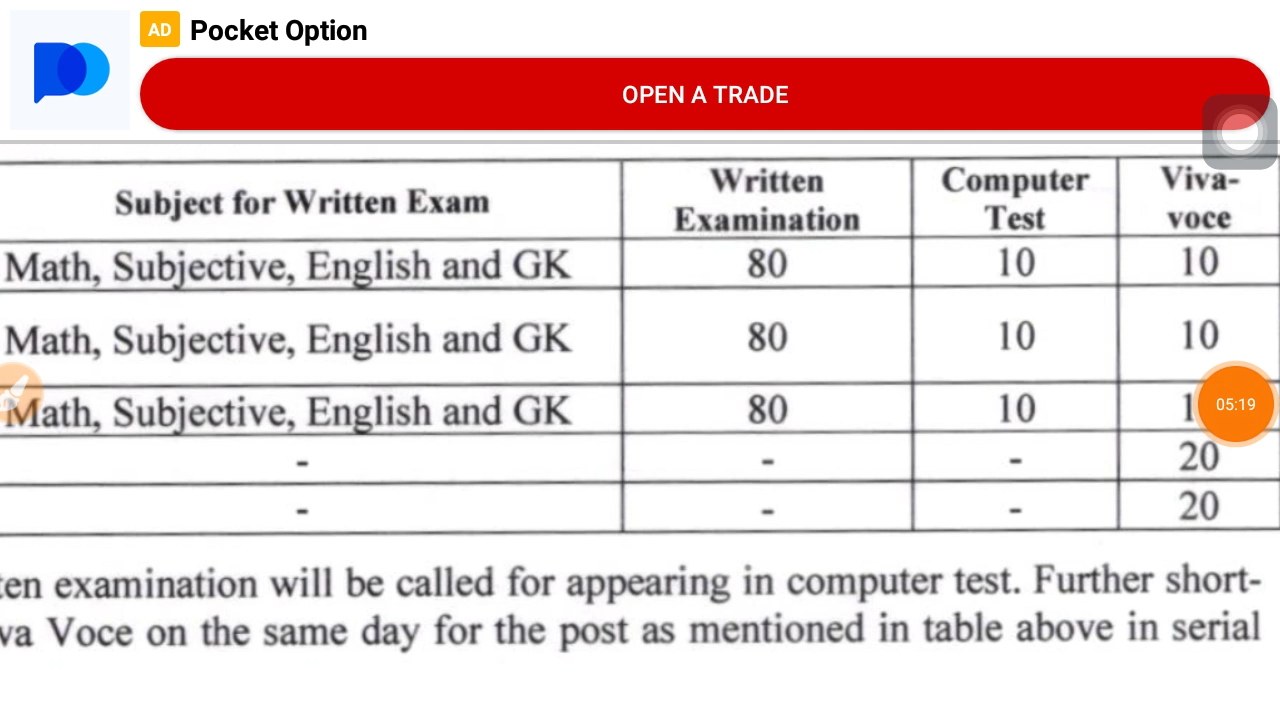 AD Pocket Option
OPEN A TRADE
Subject for Written Exam Written Examination Computer Test Viva-voce
Math, Subjective, English and GK 80 10 10
Math, Subjective, English and GK 80 10 10
Math, Subjective, English and GK 80 10 1
05:19
- - - 20
- - - 20
ten examination will be called for appearing in computer test. Further short-
va Voce on the same day for the post as mentioned in table above in serial